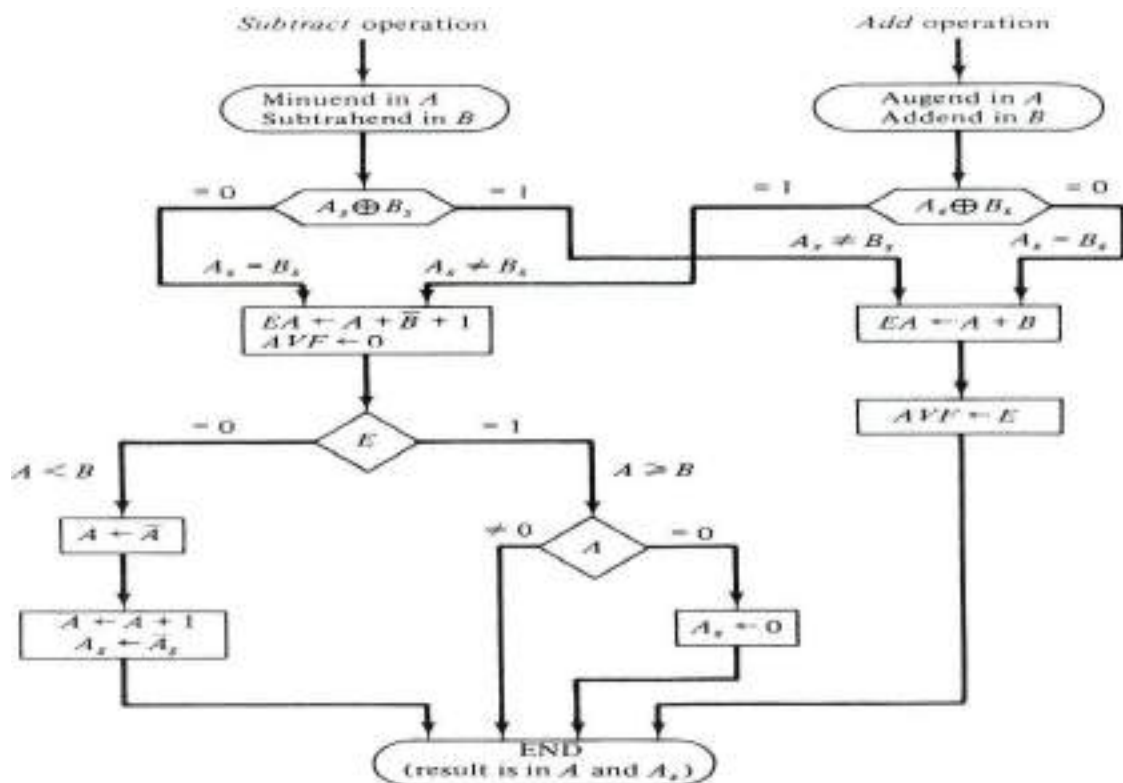 Subtract operation
Add operation
Minuend in A
Subtrahend in B
Augend in A
Addend in B
= 0
A_s ⊕ B_s
= 1
= 1
A_s ⊕ B_s
= 0
A_s = B_s
A_s ≠ B_s
A_s ≠ B_s
A_s = B_s
EA ← A + B̅ + 1
AVF ← 0
EA ← A + B
AVF ← E
= 0
E
= 1
A < B
A ≥ B
A ← A̅
≠ 0
A
= 0
A ← A + 1
A_s ← A̅_s
A_s ← 0
END
(result is in A and A_s)